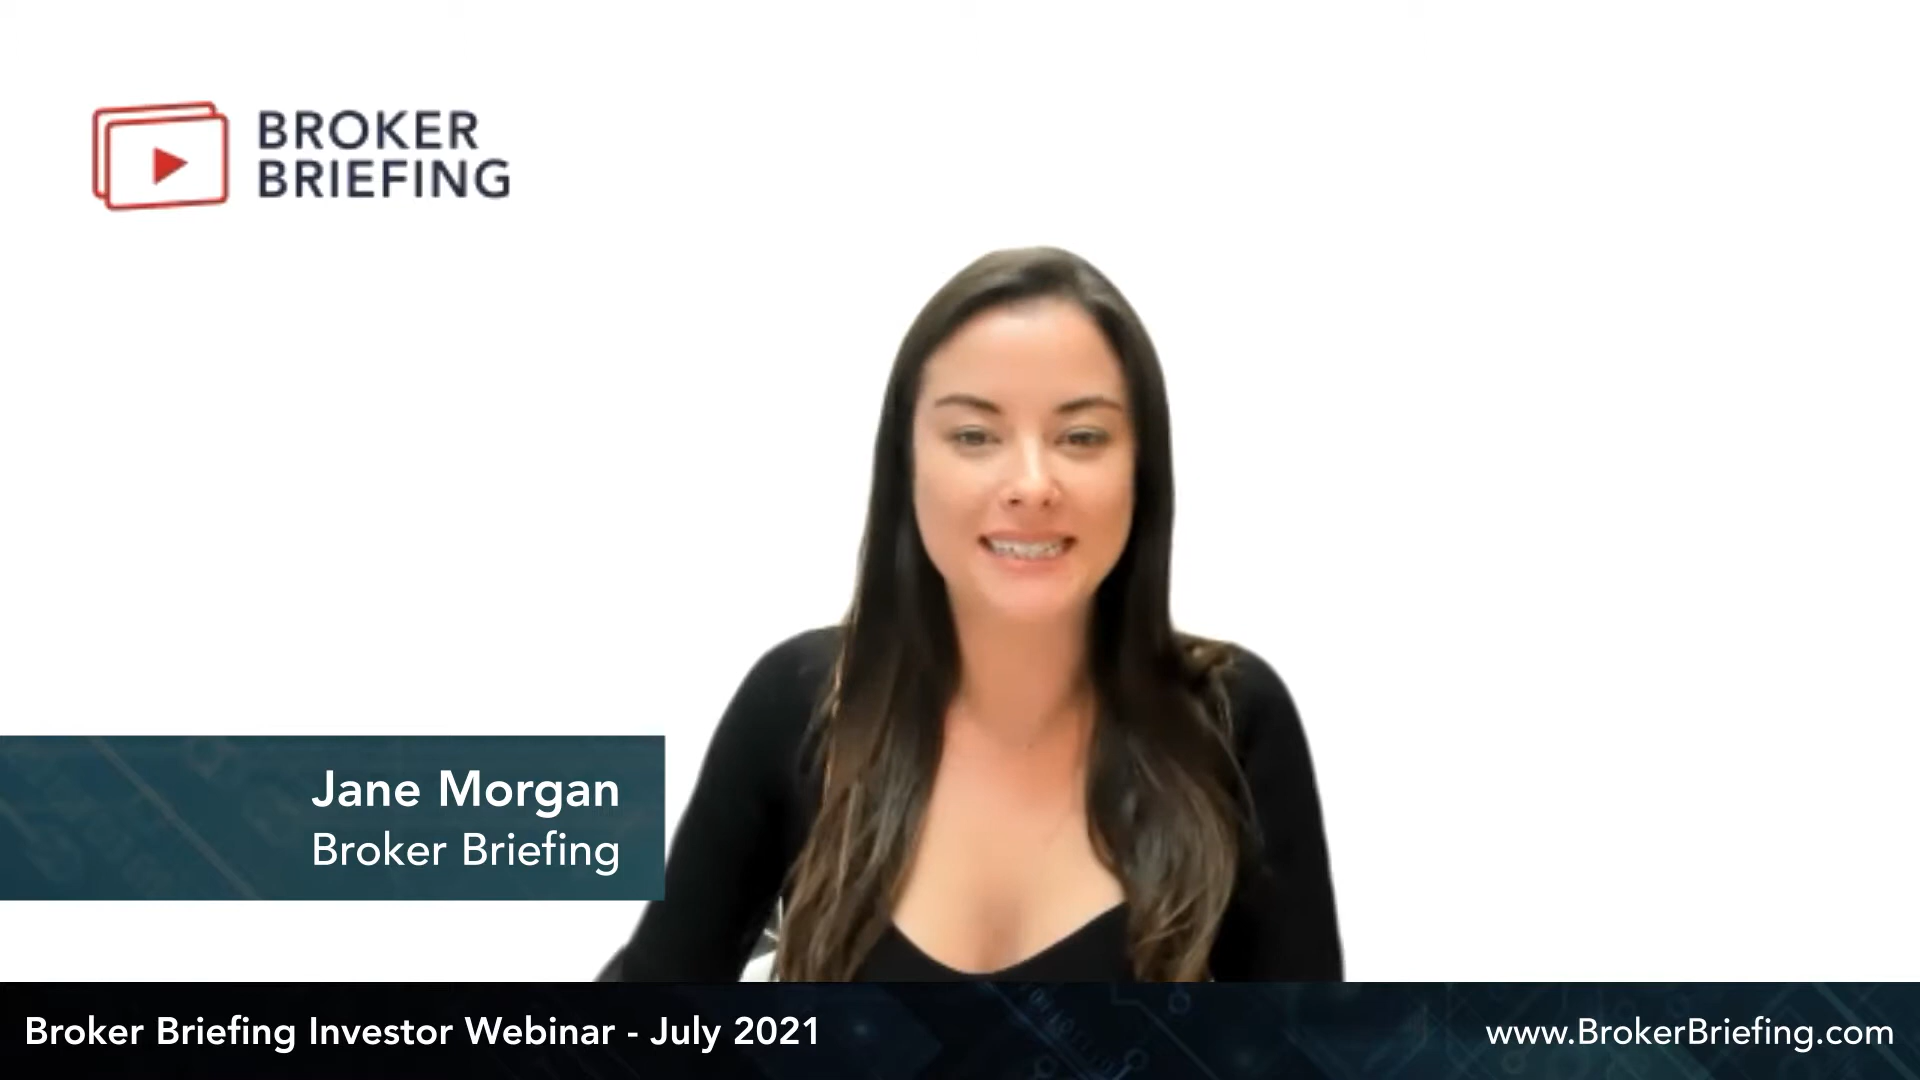 BROKER
BRIEFING
Jane Morgan
Broker Briefing
Broker Briefing Investor Webinar - July 2021
www.BrokerBriefing.com